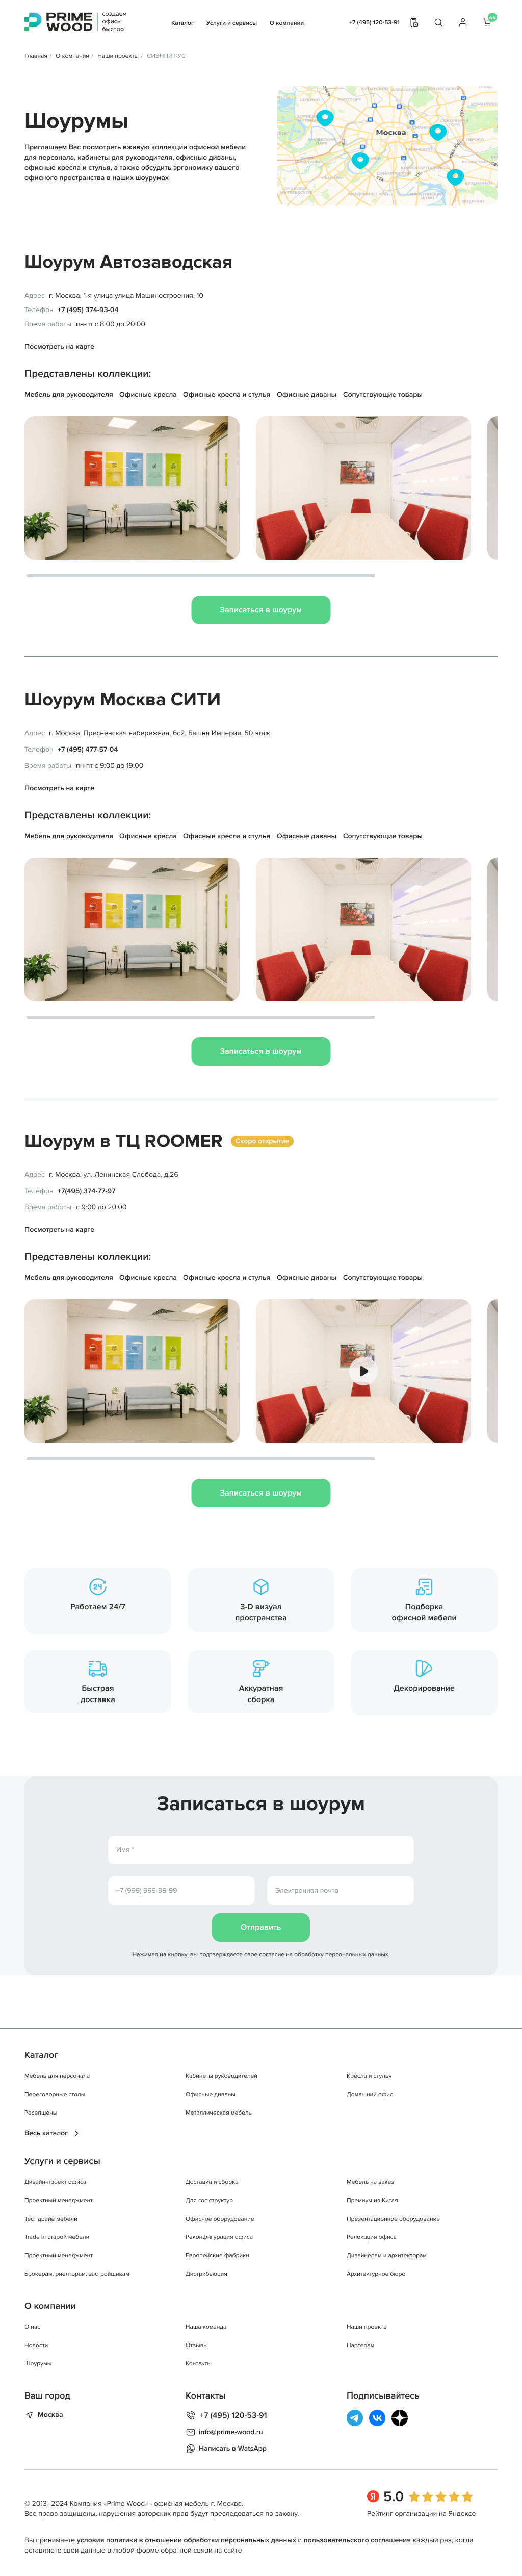 PRIME WOOD
создаем
офисы
быстро
Каталог Услуги и сервисы О компании
+7 (495) 120-53-91
Главная / О компании / Наши проекты / СИЭНПИ РУС
Шоурумы
Приглашаем Вас посмотреть вживую коллекции офисной мебели
для персонала, кабинеты для руководителя, офисные диваны,
офисные кресла и стулья, а также обсудить эргономику вашего
офисного пространства в наших шоурумах
Москва
Шоурум Автозаводская
Адрес г. Москва, 1-я улица улица Машиностроения, 10
Телефон +7 (495) 374-93-04
Время работы пн-пт с 8:00 до 20:00
Посмотреть на карте
Представлены коллекции:
Мебель для руководителя Офисные кресла Офисные кресла и стулья Офисные диваны Сопутствующие товары
Записаться в шоурум
Шоурум Москва СИТИ
Адрес г. Москва, Пресненская набережная, 6с2, Башня Империя, 50 этаж
Телефон +7 (495) 477-57-04
Время работы пн-пт с 9:00 до 19:00
Посмотреть на карте
Представлены коллекции:
Мебель для руководителя Офисные кресла Офисные кресла и стулья Офисные диваны Сопутствующие товары
Записаться в шоурум
Шоурум в ТЦ ROOMER Скоро открытие
Адрес г. Москва, ул. Ленинская Слобода, д.26
Телефон +7(495) 374-77-97
Время работы с 9:00 до 20:00
Посмотреть на карте
Представлены коллекции:
Мебель для руководителя Офисные кресла Офисные кресла и стулья Офисные диваны Сопутствующие товары
Записаться в шоурум
24
Работаем 24/7
3-D визуал
пространства
Подборка
офисной мебели
Быстрая
доставка
Аккуратная
сборка
Декорирование
Записаться в шоурум
Имя *
+7 (999) 999-99-99
Электронная почта
Отправить
Нажимая на кнопку, вы подтверждаете свое согласие на обработку персональных данных.
Каталог
Мебель для персонала Кабинеты руководителей Кресла и стулья
Переговорные столы Офисные диваны Домашний офис
Ресепшены Металлическая мебель
Весь каталог
Услуги и сервисы
Дизайн-проект офиса Доставка и сборка Мебель на заказ
Проектный менеджмент Для гос.структур Премиум из Китая
Тест драйв мебели Офисное оборудование Презентационное оборудование
Trade in старой мебели Реконфигурация офиса Релокация офиса
Проектный менеджмент Европейские фабрики Дизайнерам и архитекторам
Брокерам, риелторам, застройщикам Дистрибьюция Архитектурное бюро
О компании
О нас Наша команда Наши проекты
Новости Отзывы Партерам
Шоурумы Контакты
Ваш город Контакты Подписывайтесь
Москва
+7 (495) 120-53-91
info@prime-wood.ru
Написать в WatsApp
© 2013–2024 Компания «Prime Wood» - офисная мебель г. Москва.
Все права защищены, нарушения авторских прав будут преследоваться по закону.
Я 5.0
Рейтинг организации на Яндексе
Вы принимаете условия политики в отношении обработки персональных данных и пользовательского соглашения каждый раз, когда
оставляете свои данные в любой форме обратной связи на сайте